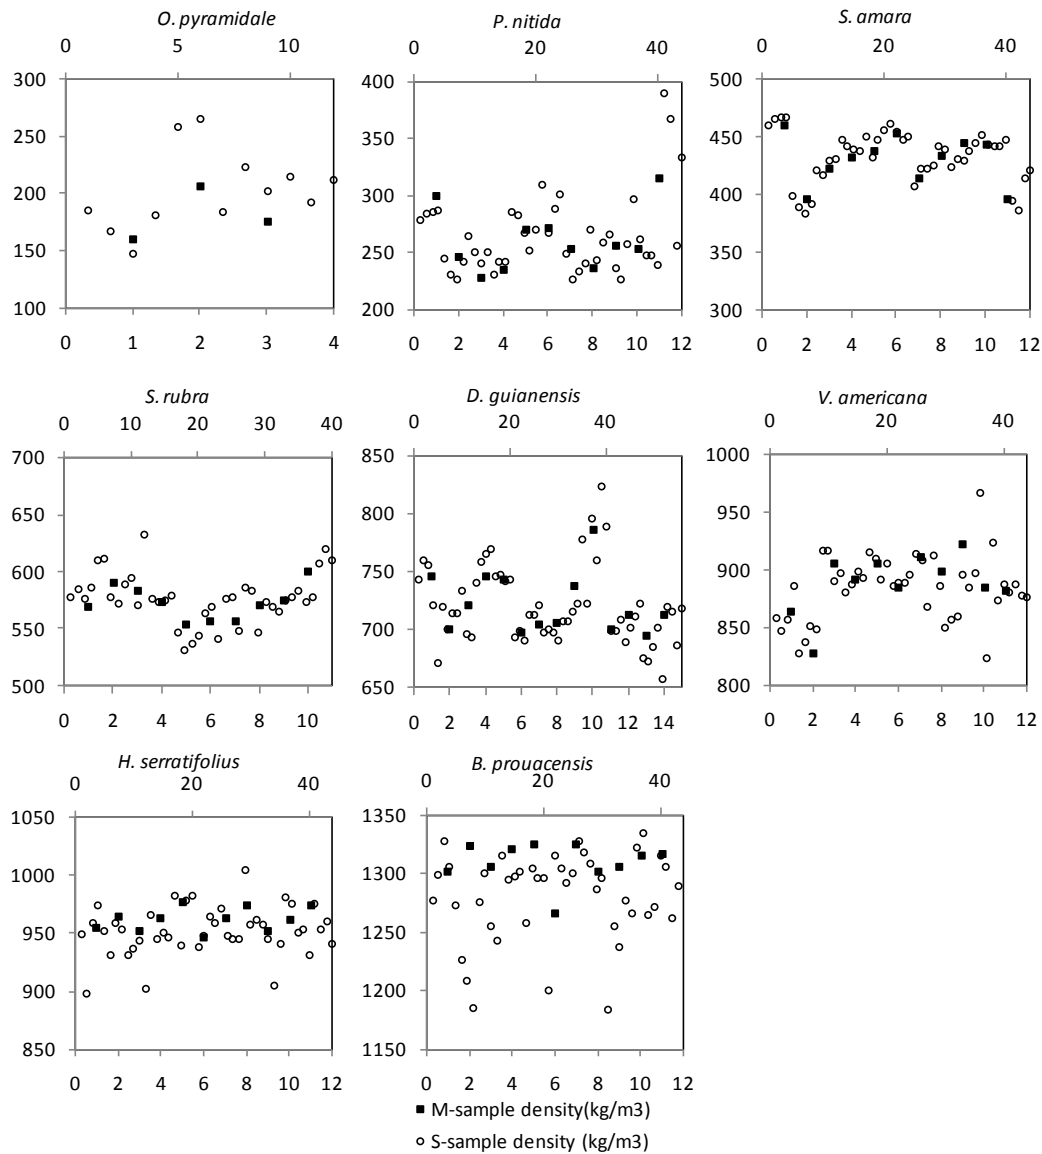 O. pyramidale
P. nitida
S. amara
0 5 10
0 20 40
0 20 40
300
250
200
150
100
0 1 2 3 4
400
350
300
250
200
0 2 4 6 8 10 12
500
450
400
350
300
0 2 4 6 8 10 12
S. rubra
D. guianensis
V. americana
0 10 20 30 40
0 20 40
0 20 40
700
650
600
550
500
0 2 4 6 8 10
850
800
750
700
650
0 2 4 6 8 10 12 14
1000
950
900
850
800
0 2 4 6 8 10 12
H. serratifolius
B. prouacensis
0 20 40
0 20 40
1050
1000
950
900
850
0 2 4 6 8 10 12
1350
1300
1250
1200
1150
0 2 4 6 8 10 12
M-sample density(kg/m3)
S-sample density (kg/m3)